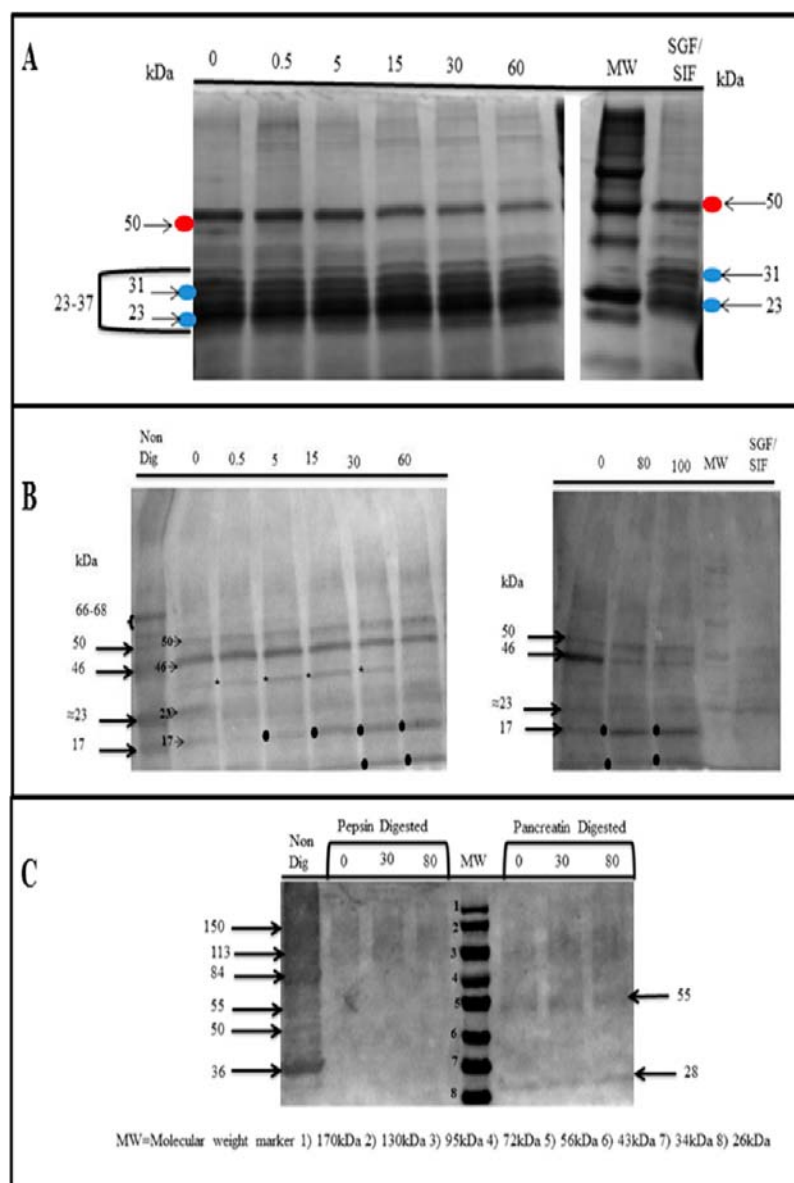 A
kDa 0 0.5 5 15 30 60 MW SGF/ SIF kDa
50 50
31 31
23-37
23 23
B
Non Dig 0 0.5 5 15 30 60
kDa
66-68
50 50
46 46
≈23 23
17 17
0 80 100 MW SGF/ SIF
kDa
50
46
≈23
17
C
Non Dig Pepsin Digested Pancreatin Digested
0 30 80 MW 0 30 80
1
150 2
113 3
84 4
55 5 55
50 6
36 7 28
8
MW=Molecular weight marker 1) 170kDa 2) 130kDa 3) 95kDa 4) 72kDa 5) 56kDa 6) 43kDa 7) 34kDa 8) 26kDa